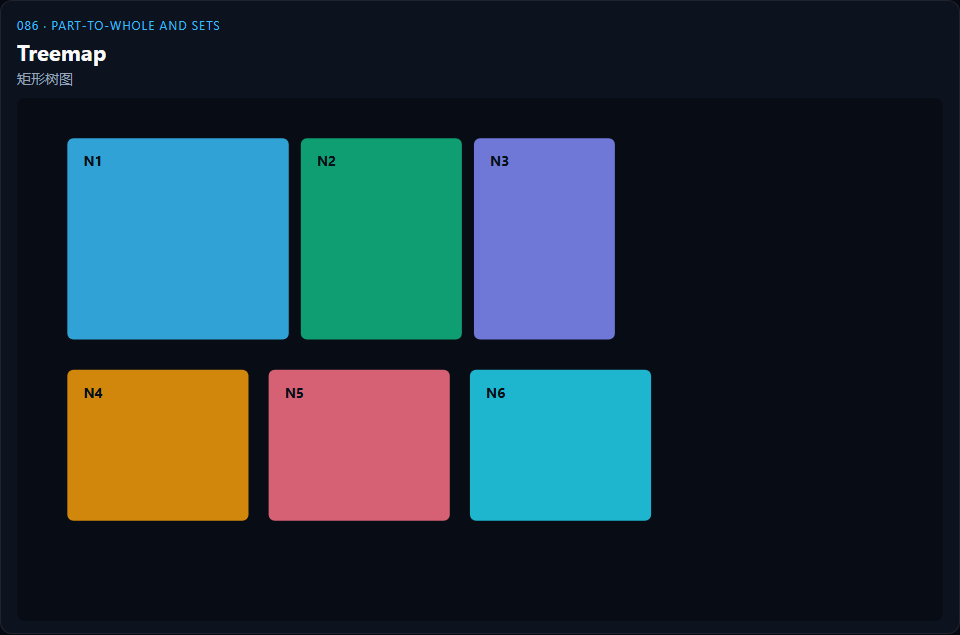 086 · PART-TO-WHOLE AND SETS
Treemap
矩形树图
N1
N2
N3
N4
N5
N6